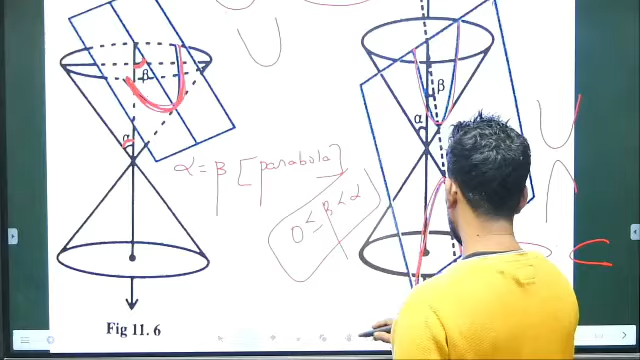 β
α
α = β [parabola]
0 ≤ β < α
β
α
Fig 11. 6